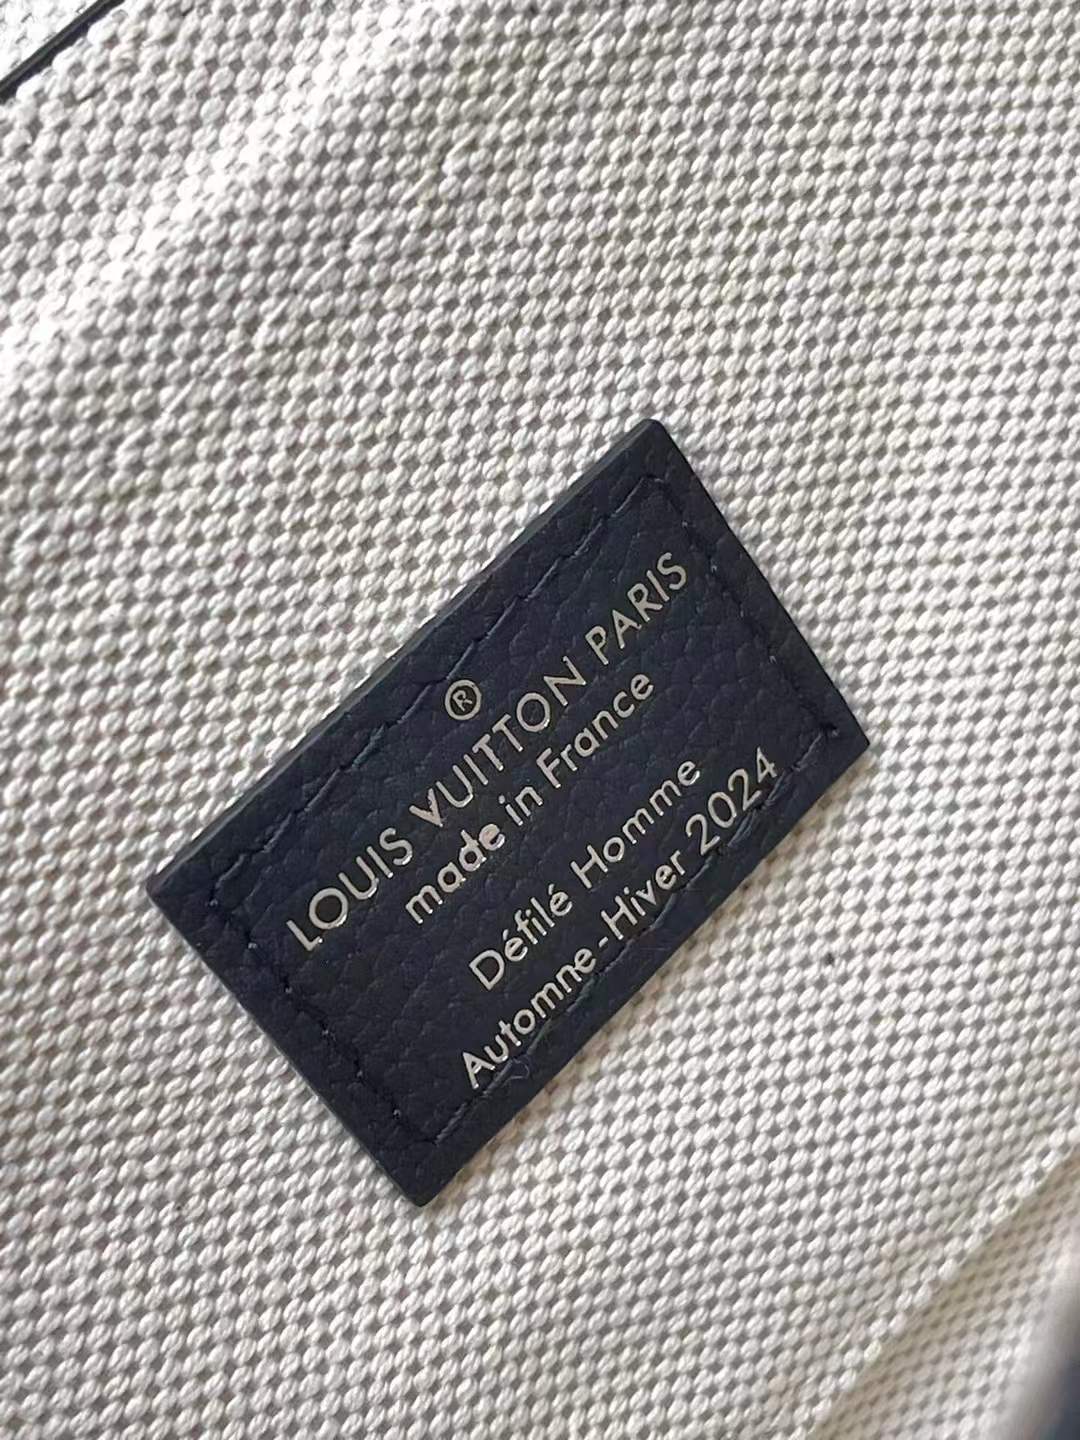 ®
LOUIS VUITTON PARIS
made in France
Défilé Homme
Automne-Hiver 2024